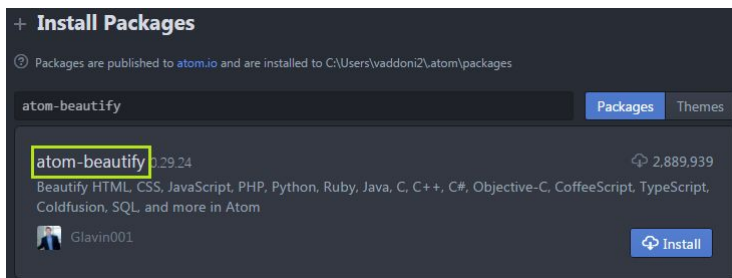 + Install Packages
Packages are published to atom.io and are installed to C:\Users\vaddoni2\.atom\packages
atom-beautify
Packages Themes
atom-beautify 0.29.24
2,889,939
Beautify HTML, CSS, JavaScript, PHP, Python, Ruby, Java, C, C++, C#, Objective-C, CoffeeScript, TypeScript,
Coldfusion, SQL, and more in Atom
Glavin001
Install